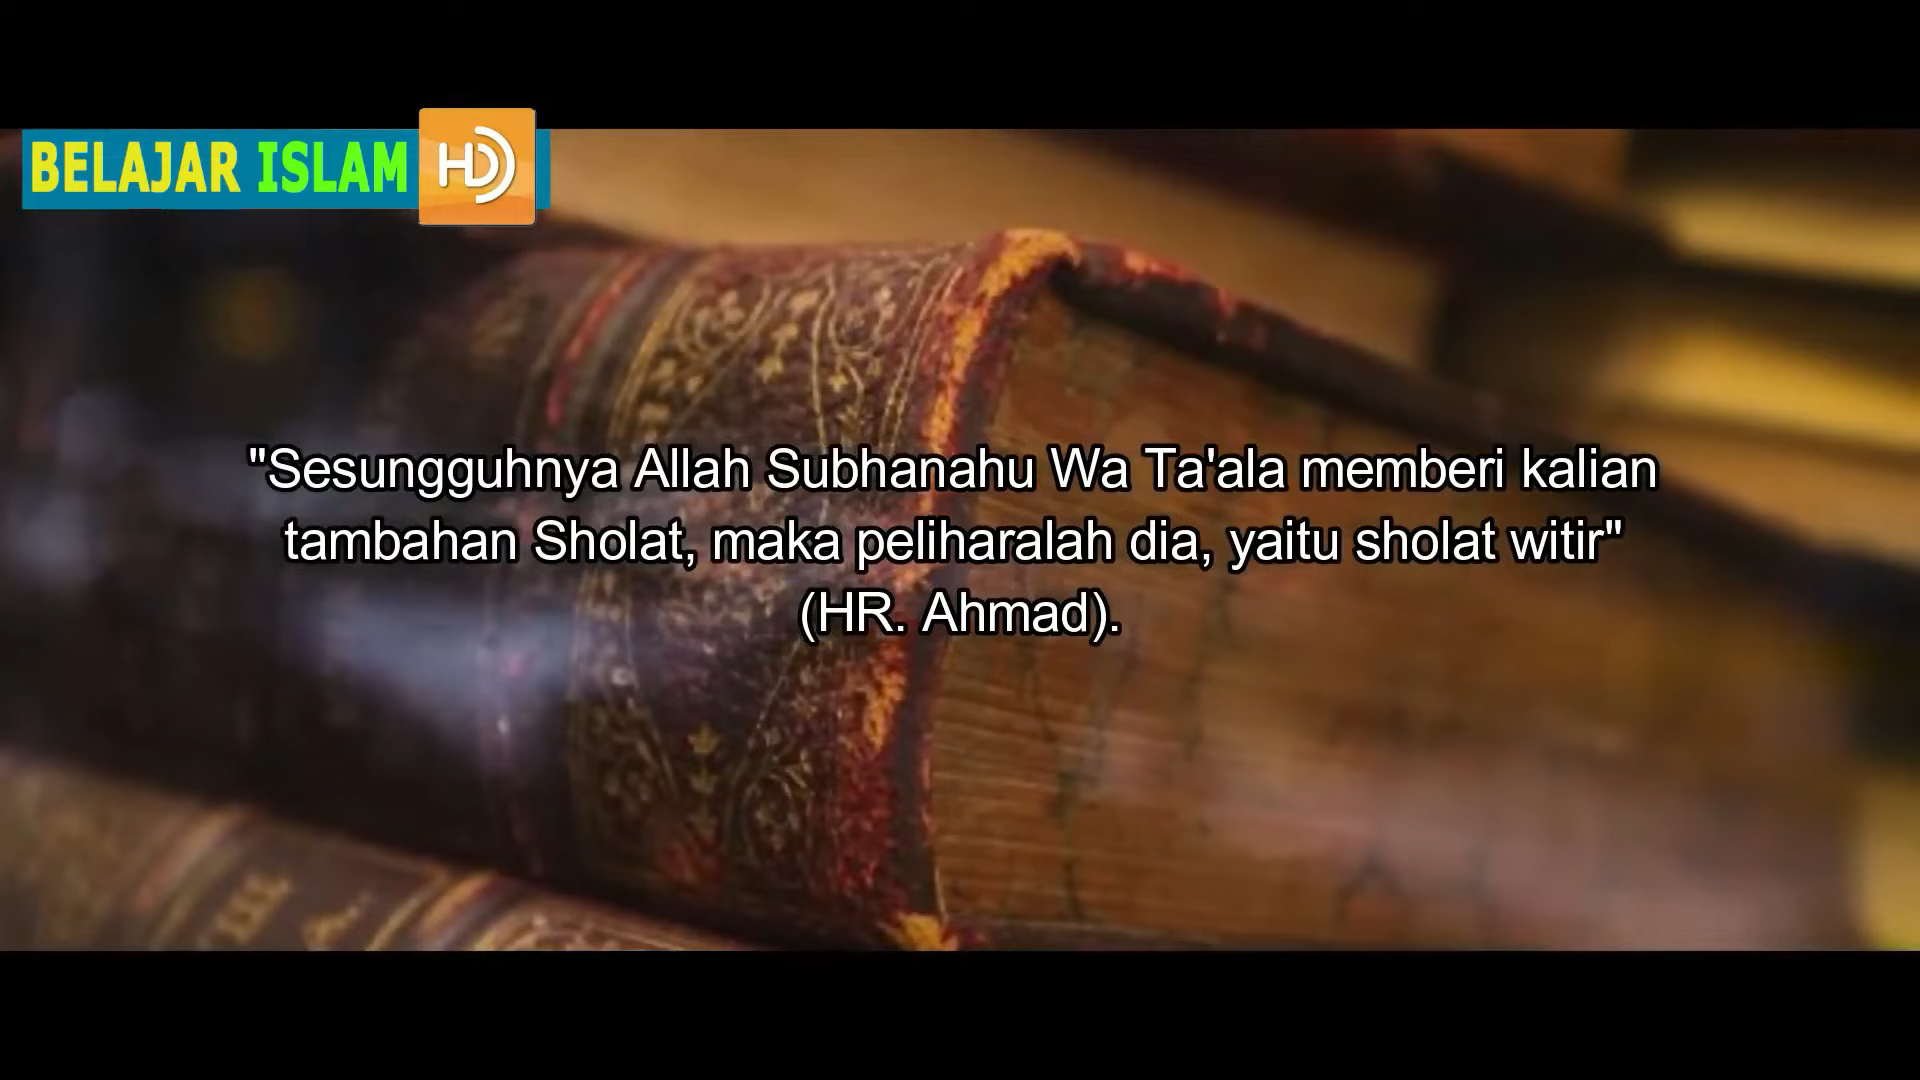 BELAJAR ISLAM HD
"Sesungguhnya Allah Subhanahu Wa Ta'ala memberi kalian
tambahan Sholat, maka peliharalah dia, yaitu sholat witir"
(HR. Ahmad).